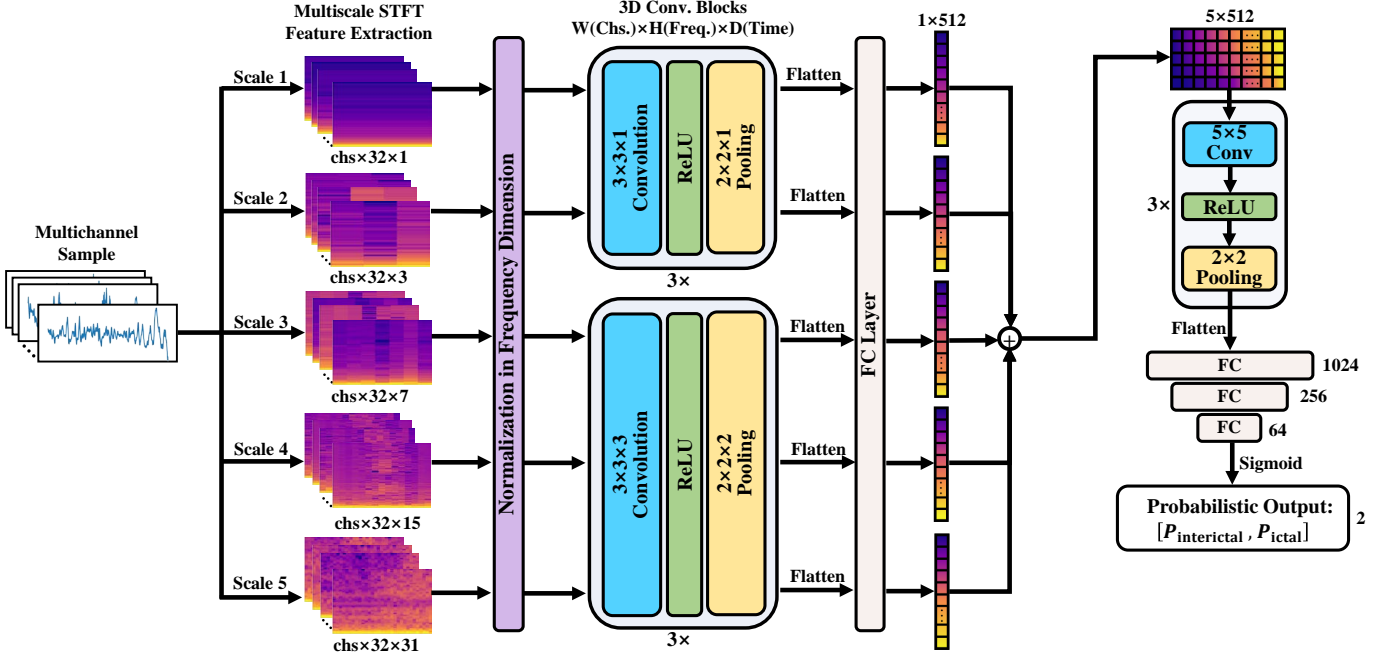 Multichannel
Sample
Multiscale STFT
Feature Extraction
Scale 1
chs×32×1
Scale 2
chs×32×3
Scale 3
chs×32×7
Scale 4
chs×32×15
Scale 5
chs×32×31
Normalization in Frequency Dimension
3D Conv. Blocks
W(Chs.)×H(Freq.)×D(Time)
3×3×1
Convolution
ReLU
2×2×1
Pooling
3×
3×3×3
Convolution
ReLU
2×2×2
Pooling
3×
Flatten
Flatten
Flatten
Flatten
Flatten
FC Layer
1×512
+
5×512
5×5
Conv
ReLU
2×2
Pooling
3×
Flatten
FC
1024
FC
256
FC
64
Sigmoid
Probabilistic Output:
[P_interictal , P_ictal]
2